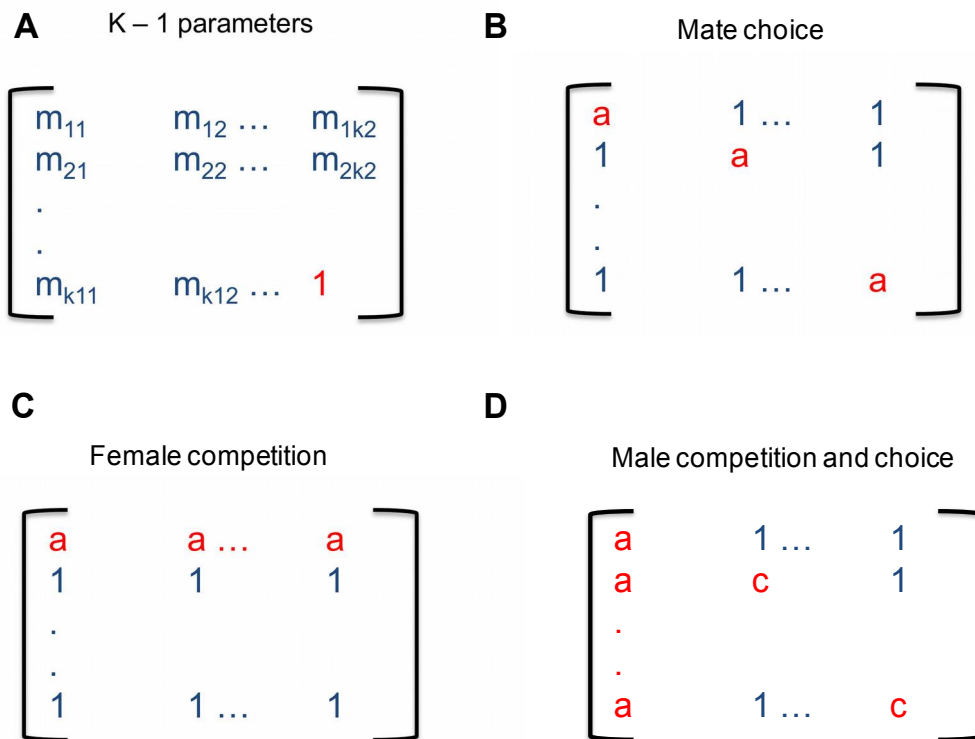 A K – 1 parameters
m11 m12 … m1k2
m21 m22 … m2k2
.
.
mk11 mk12 … 1
B Mate choice
a 1 … 1
1 a 1
.
.
1 1 … a
C
Female competition
a a … a
1 1 1
.
.
1 1 … 1
D
Male competition and choice
a 1 … 1
a c 1
.
.
a 1 … c